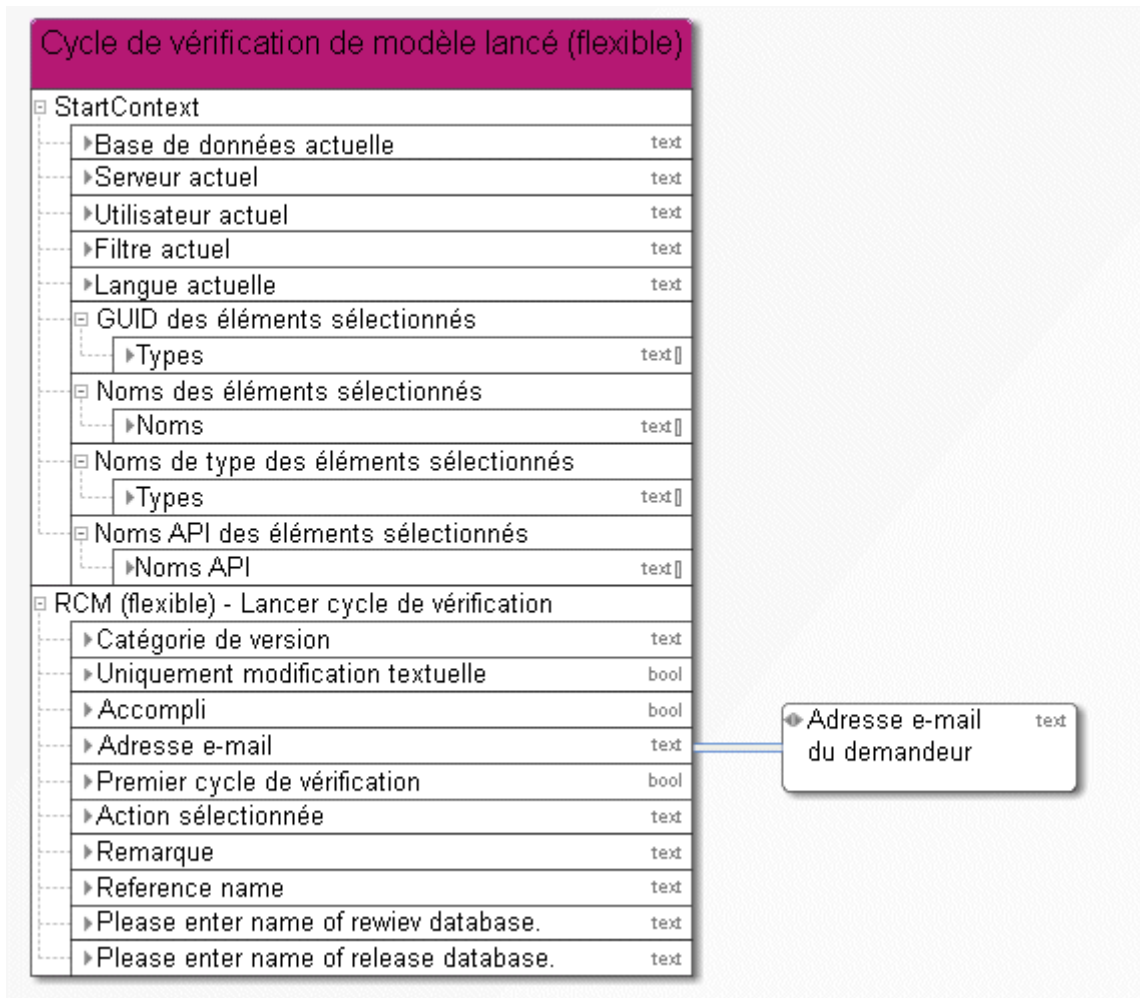 Cycle de vérification de modèle lancé (flexible)
StartContext
Base de données actuelle text
Serveur actuel text
Utilisateur actuel text
Filtre actuel text
Langue actuelle text
GUID des éléments sélectionnés
Types text[]
Noms des éléments sélectionnés
Noms text[]
Noms de type des éléments sélectionnés
Types text[]
Noms API des éléments sélectionnés
Noms API text[]
RCM (flexible) - Lancer cycle de vérification
Catégorie de version text
Uniquement modification textuelle bool
Accompli bool
Adresse e-mail text
Premier cycle de vérification bool
Action sélectionnée text
Remarque text
Reference name text
Please enter name of rewiev database. text
Please enter name of release database. text
Adresse e-mail text
du demandeur